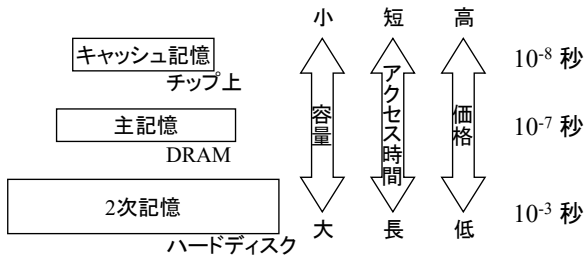 小 短 高
キャッシュ記憶
チップ上
10-8 秒
容量
アクセス時間
価格
主記憶
DRAM
10-7 秒
2次記憶
ハードディスク
10-3 秒
大 長 低